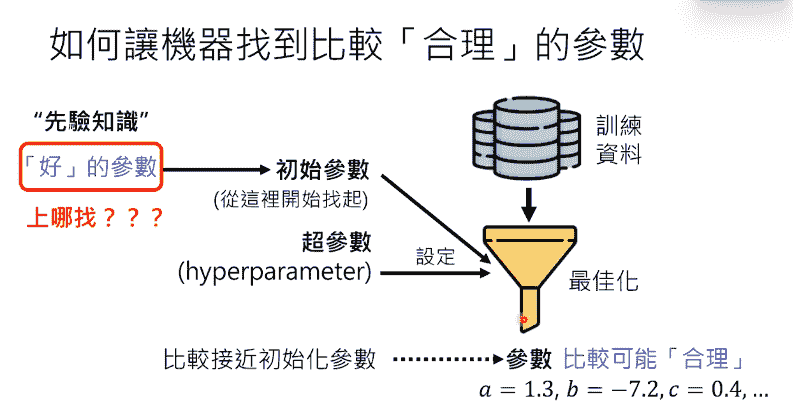 如何讓機器找到比較「合理」的參數
“先驗知識”
「好」的參數
上哪找？？？
初始參數
(從這裡開始找起)
超參數
(hyperparameter)
設定
訓練
資料
最佳化
比較接近初始化參數
參數 比較可能「合理」
a = 1.3, b = −7.2, c = 0.4, …